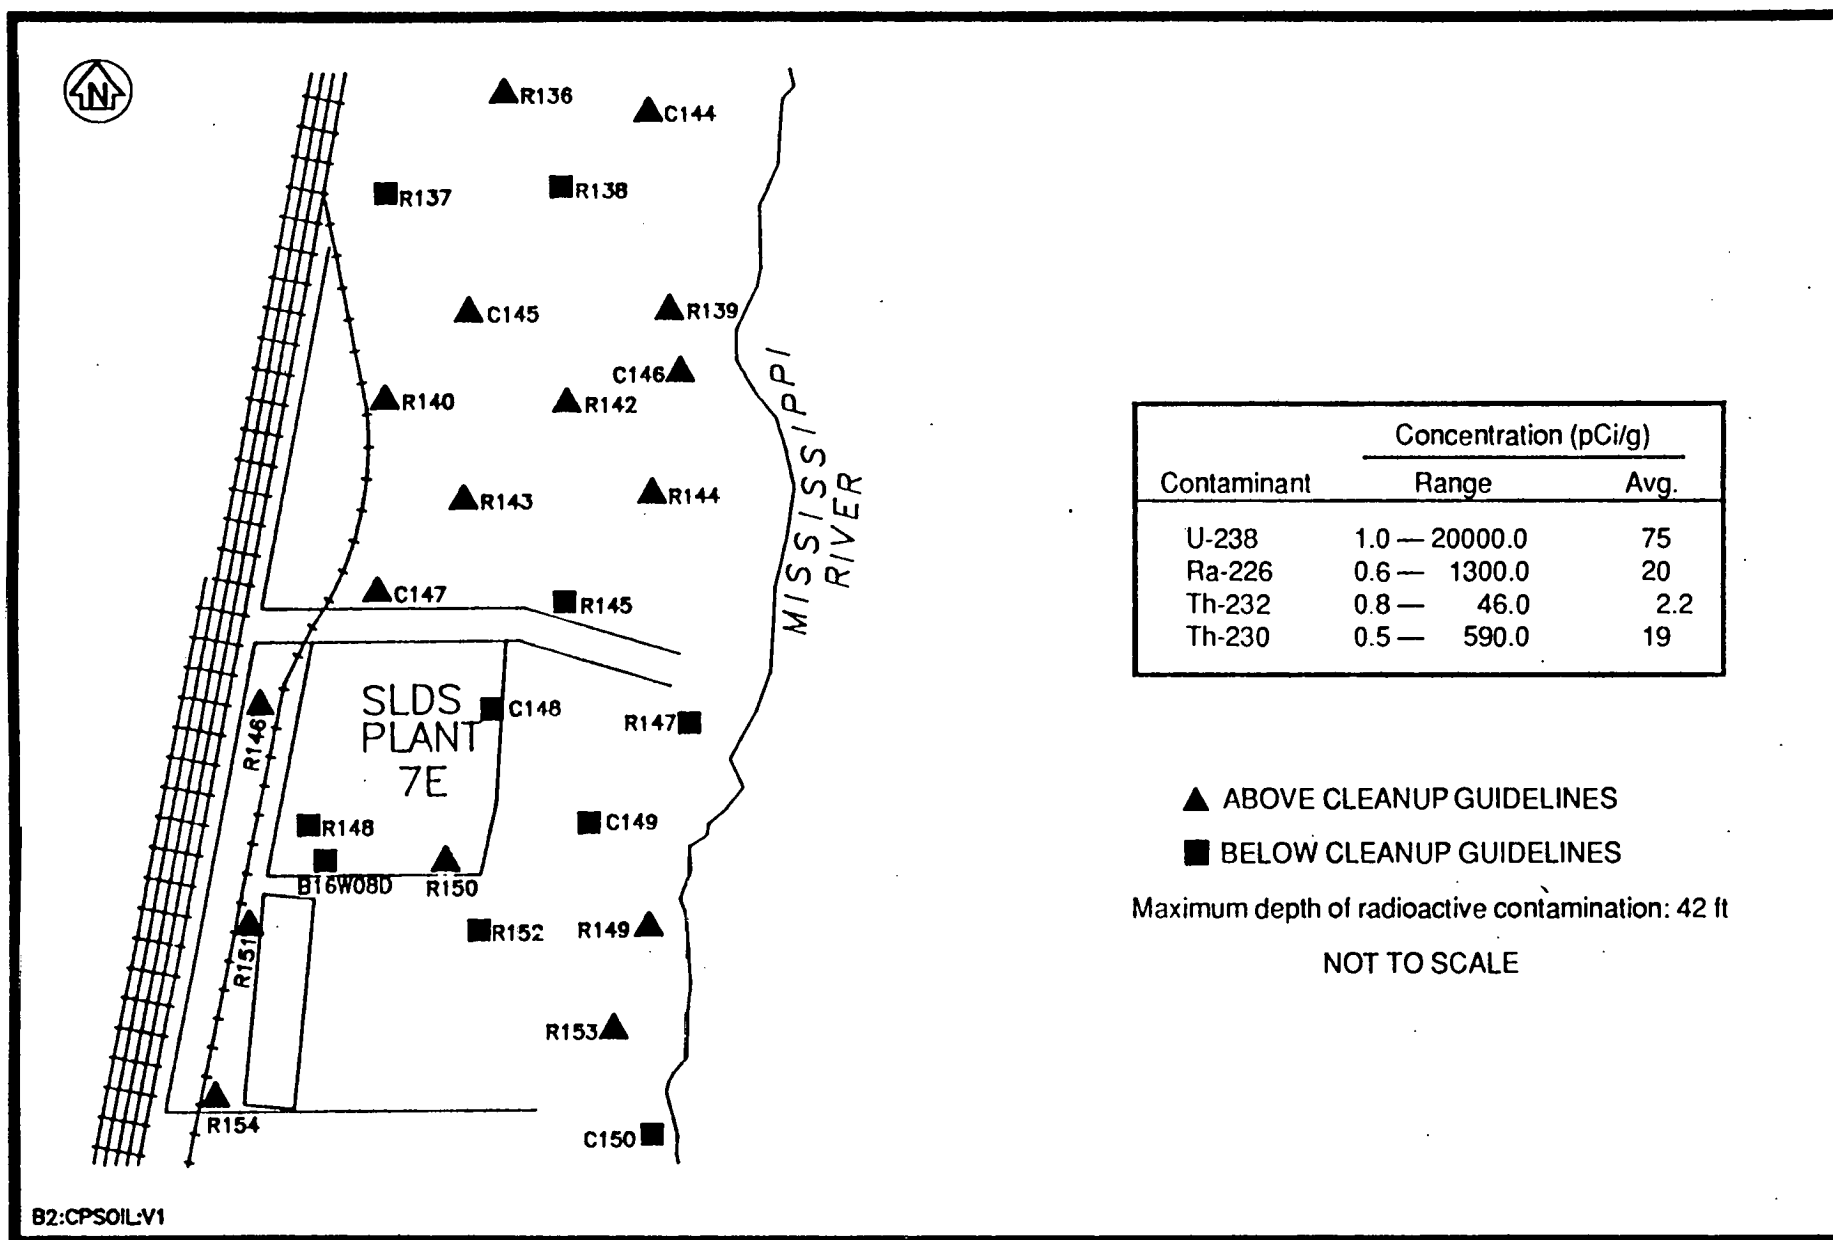 N
R136
C144
R137
R138
C145
R139
C146
R140
R142
R143
R144
C147
R145
MISSISSIPPI
RIVER
R146
SLDS
PLANT
7E
C148
R147
R148
C149
B16W08D
R150
R151
R152
R149
R153
R154
C150
B2:CPSOIL:V1
Concentration (pCi/g)
Contaminant Range Avg.
U-238 1.0 — 20000.0 75
Ra-226 0.6 — 1300.0 20
Th-232 0.8 — 46.0 2.2
Th-230 0.5 — 590.0 19
ABOVE CLEANUP GUIDELINES
BELOW CLEANUP GUIDELINES
Maximum depth of radioactive contamination: 42 ft
NOT TO SCALE